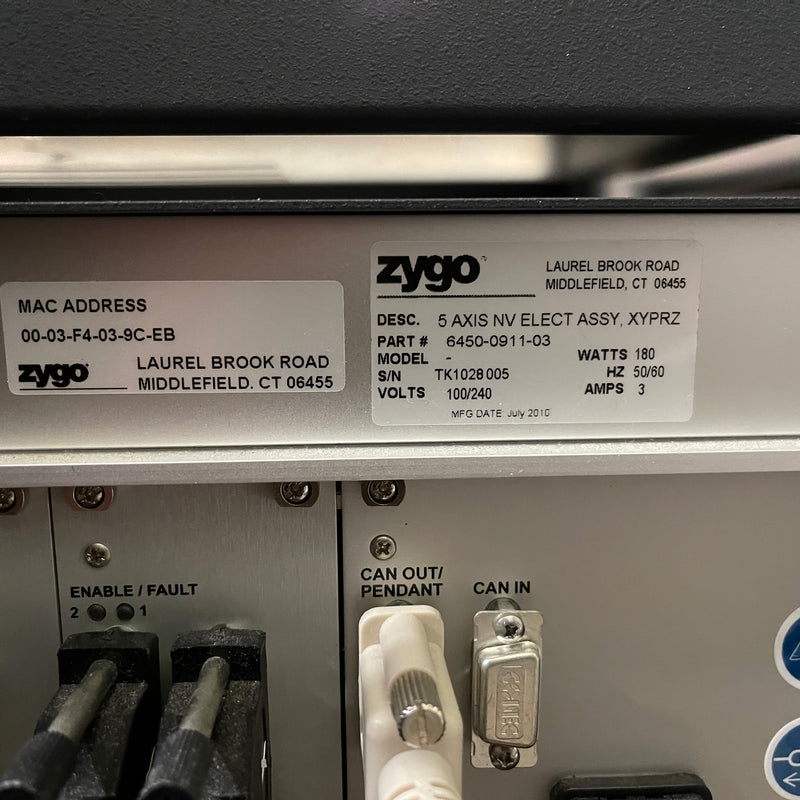 MAC ADDRESS
00-03-F4-03-9C-EB
zygo
LAUREL BROOK ROAD
MIDDLEFIELD, CT 06455
zygo
LAUREL BROOK ROAD
MIDDLEFIELD, CT 06455
DESC. 5 AXIS NV ELECT ASSY, XYPRZ
PART # 6450-0911-03
MODEL -
S/N TK1028005
VOLTS 100/240
WATTS 180
HZ 50/60
AMPS 3
MFG DATE: July 2010
ENABLE / FAULT
2 1
CAN OUT/
PENDANT
CAN IN